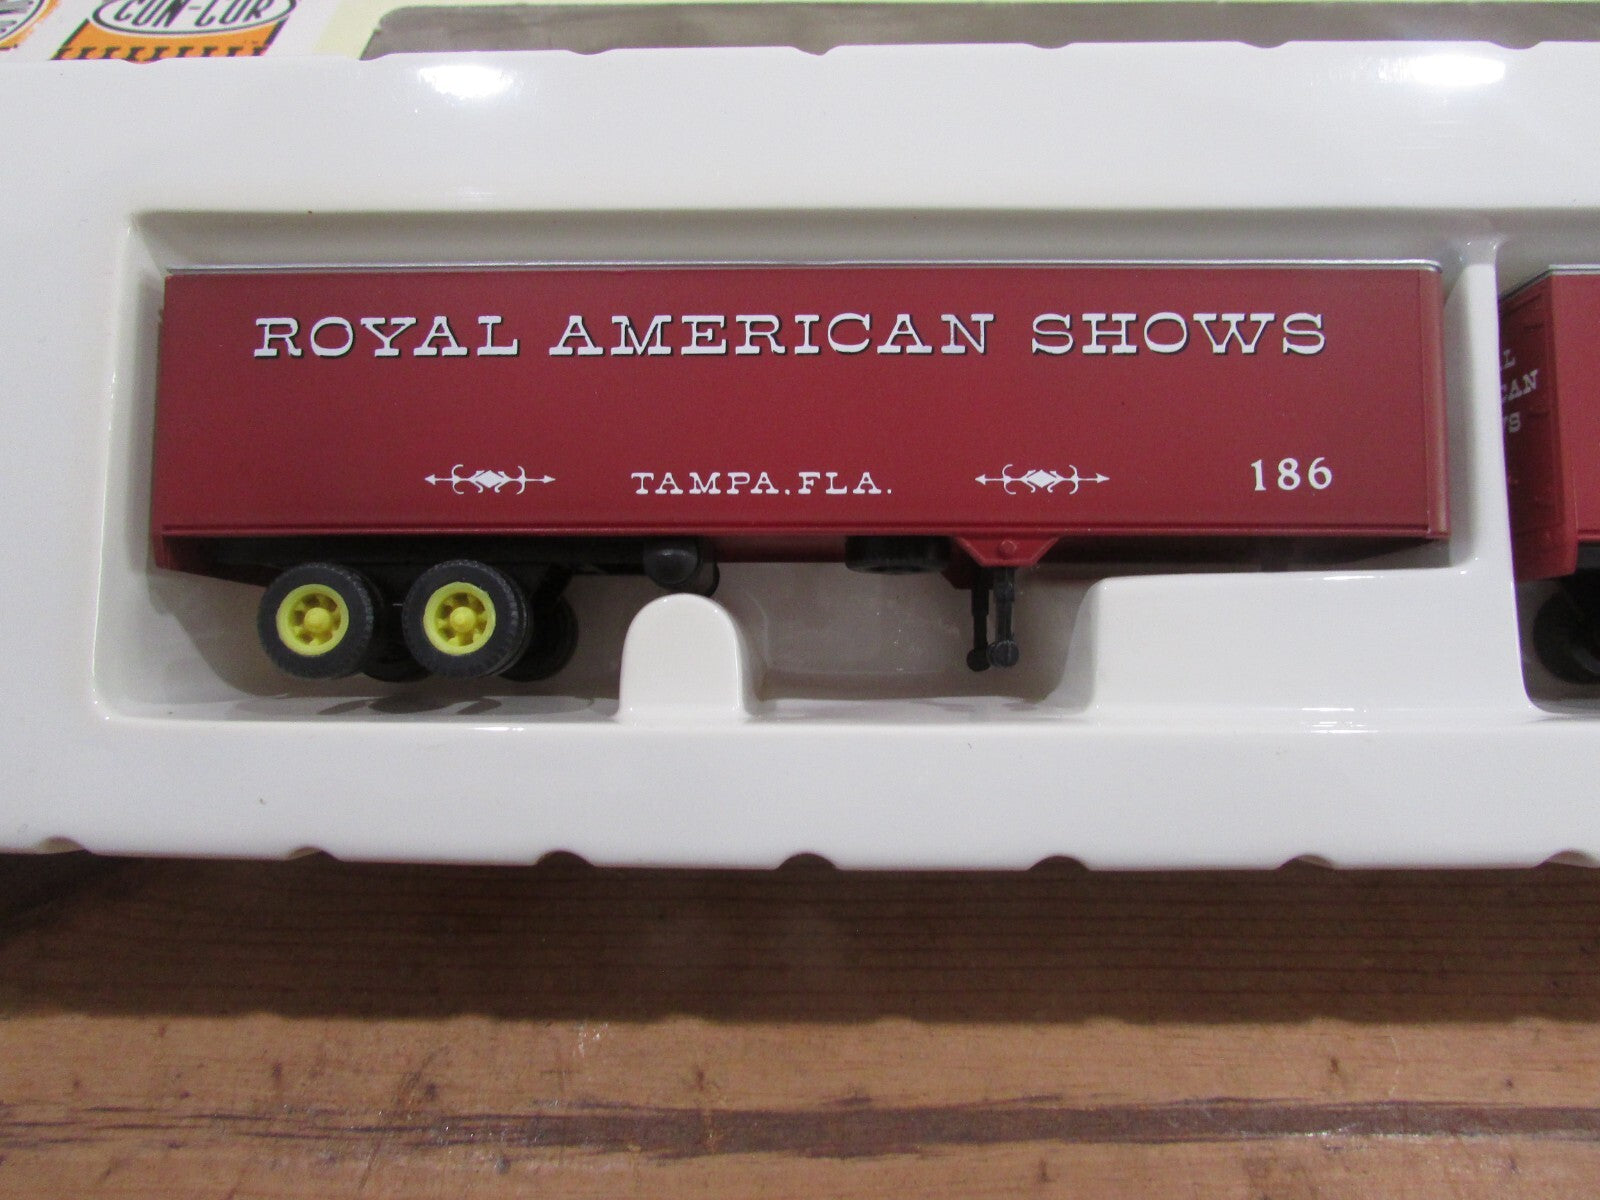 CON-COR
ROYAL AMERICAN SHOWS
TAMPA, FLA.
186